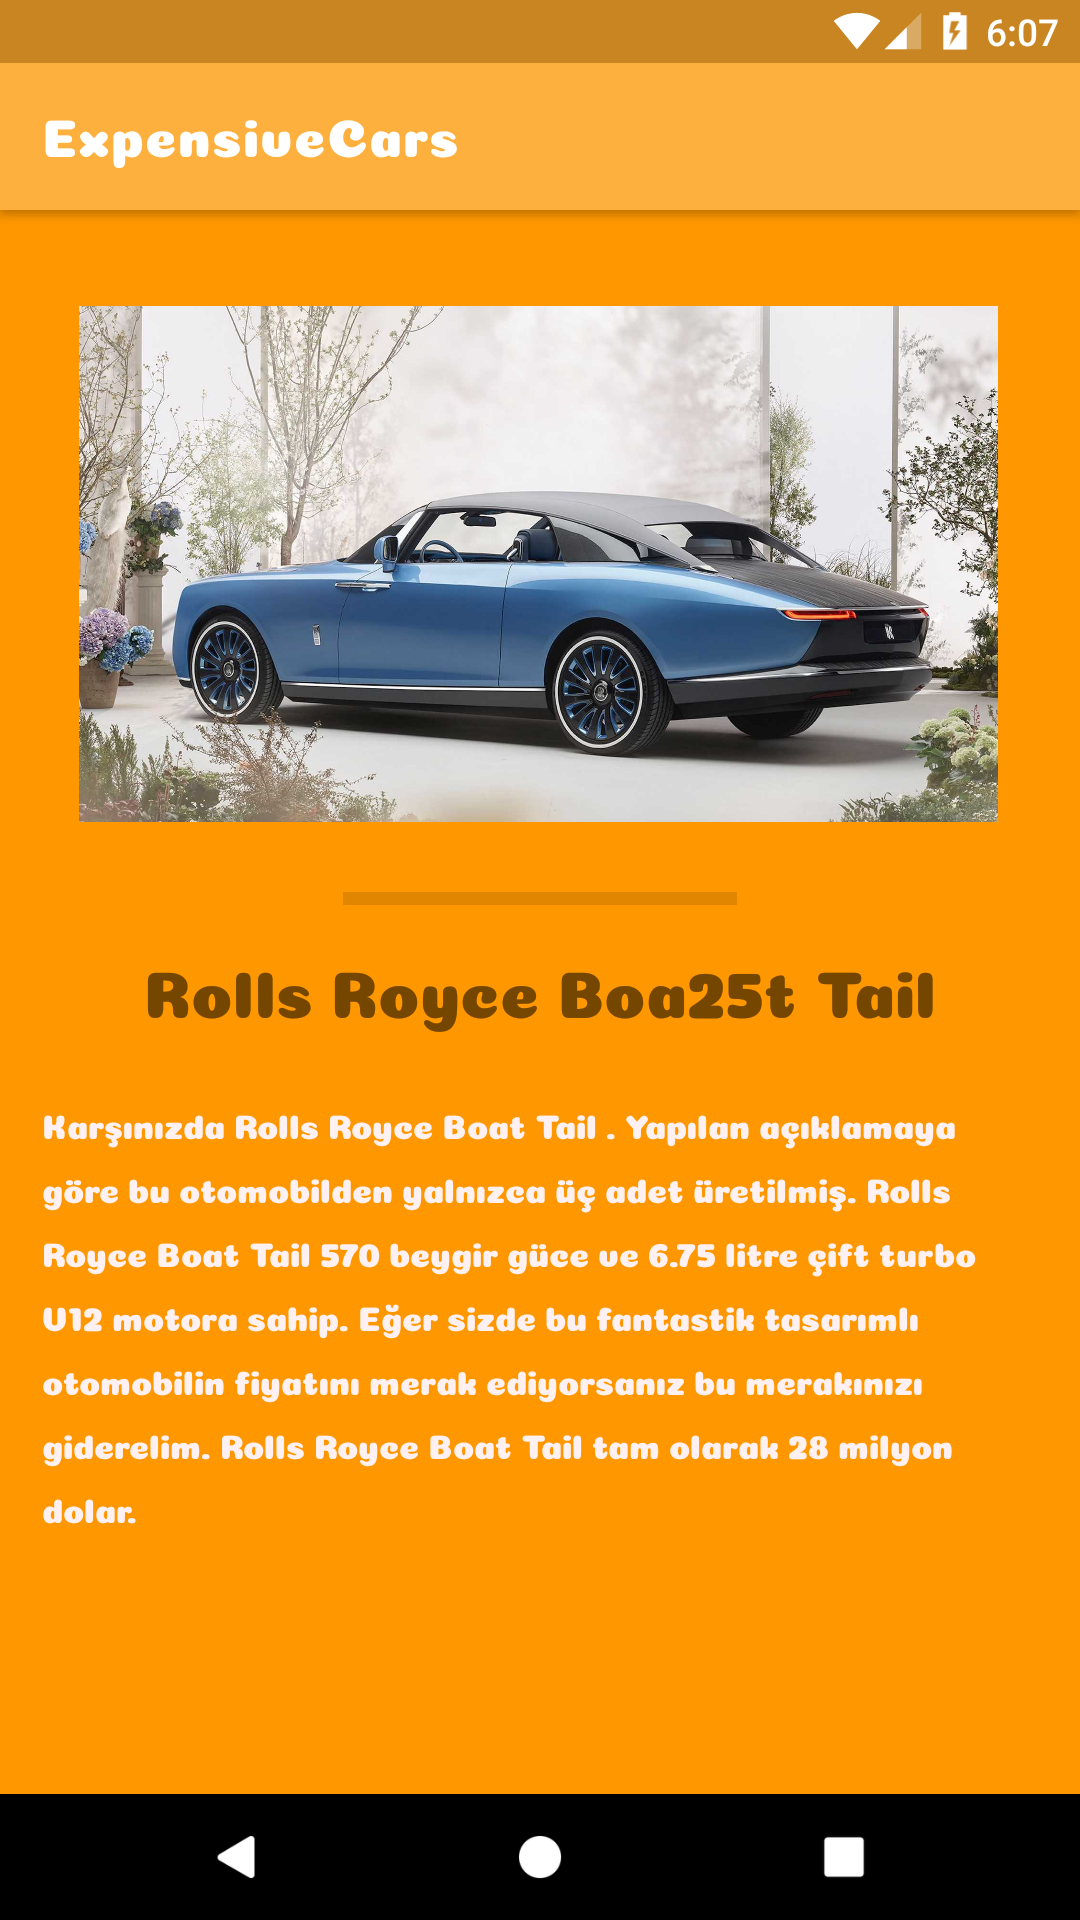 6:07
ExpensiveCars
Rolls Royce Boa25t Tail
Karşınızda Rolls Royce Boat Tail . Yapılan açıklamaya
göre bu otomobilden yalnızca üç adet üretilmiş. Rolls
Royce Boat Tail 570 beygir güce ve 6.75 litre çift turbo
V12 motora sahip. Eğer sizde bu fantastik tasarımlı
otomobilin fiyatını merak ediyorsanız bu merakınızı
giderelim. Rolls Royce Boat Tail tam olarak 28 milyon
dolar.